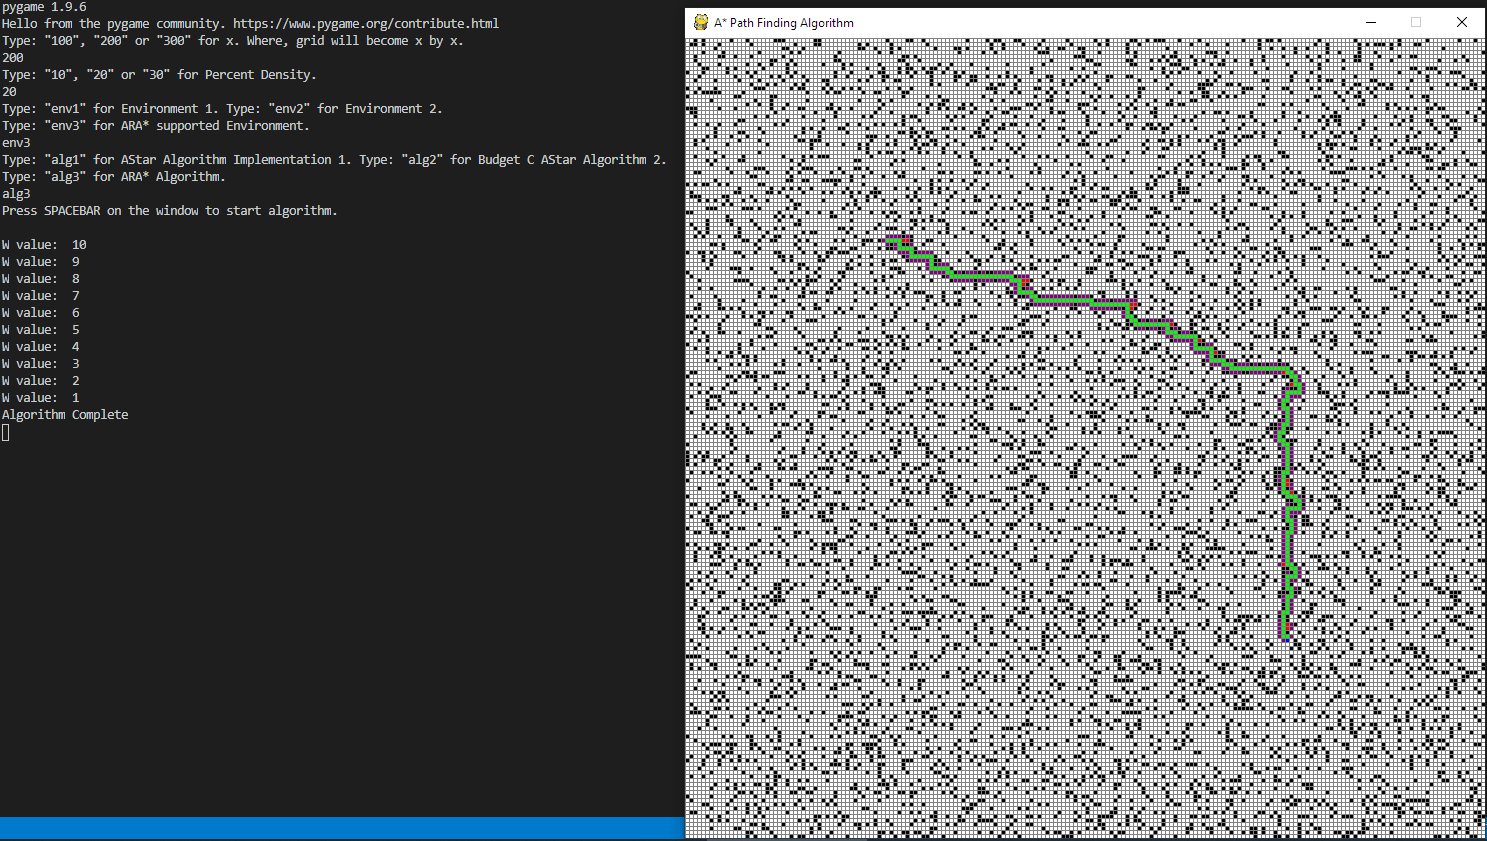 pygame 1.9.6
Hello from the pygame community. https://www.pygame.org/contribute.html
Type: "100", "200" or "300" for x. Where, grid will become x by x.
200
Type: "10", "20" or "30" for Percent Density.
20
Type: "env1" for Environment 1. Type: "env2" for Environment 2.
Type: "env3" for ARA* supported Environment.
env3
Type: "alg1" for AStar Algorithm Implementation 1. Type: "alg2" for Budget C AStar Algorithm 2.
Type: "alg3" for ARA* Algorithm.
alg3
Press SPACEBAR on the window to start algorithm.
W value:  10
W value:  9
W value:  8
W value:  7
W value:  6
W value:  5
W value:  4
W value:  3
W value:  2
W value:  1
Algorithm Complete
A* Path Finding Algorithm